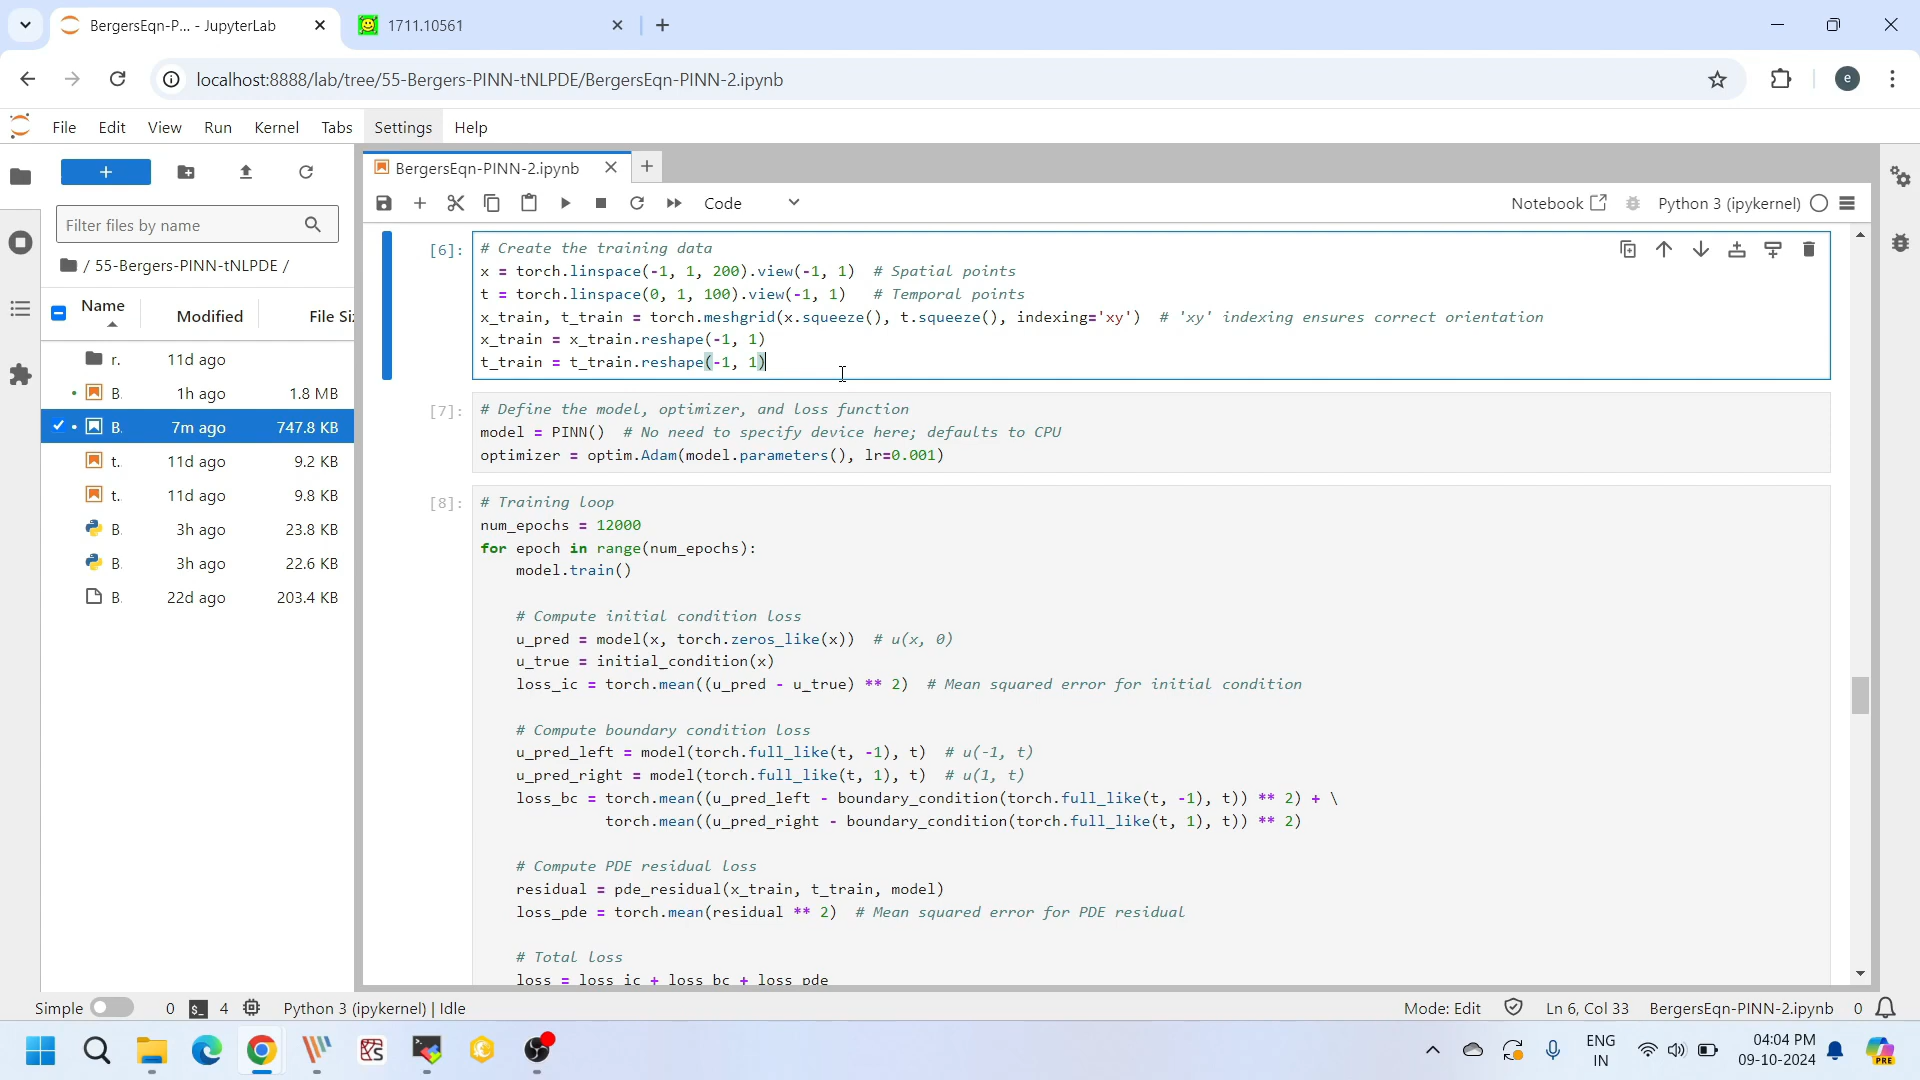 BergersEqn-P... - JupyterLab
1711.10561
localhost:8888/lab/tree/55-Bergers-PINN-tNLPDE/BergersEqn-PINN-2.ipynb
e
File Edit View Run Kernel Tabs Settings Help
BergersEqn-PINN-2.ipynb
Code
Notebook
Python 3 (ipykernel)
Filter files by name
/ 55-Bergers-PINN-tNLPDE /
Name Modified File Siz
r. 11d ago
B. 1h ago 1.8 MB
B. 7m ago 747.8 KB
t. 11d ago 9.2 KB
t. 11d ago 9.8 KB
B. 3h ago 23.8 KB
B. 3h ago 22.6 KB
B. 22d ago 203.4 KB
[6]:
# Create the training data
x = torch.linspace(-1, 1, 200).view(-1, 1)  # Spatial points
t = torch.linspace(0, 1, 100).view(-1, 1)   # Temporal points
x_train, t_train = torch.meshgrid(x.squeeze(), t.squeeze(), indexing='xy')  # 'xy' indexing ensures correct orientation
x_train = x_train.reshape(-1, 1)
t_train = t_train.reshape(-1, 1)
[7]:
# Define the model, optimizer, and loss function
model = PINN()  # No need to specify device here; defaults to CPU
optimizer = optim.Adam(model.parameters(), lr=0.001)
[8]:
# Training loop
num_epochs = 12000
for epoch in range(num_epochs):
    model.train()
    # Compute initial condition loss
    u_pred = model(x, torch.zeros_like(x))  # u(x, 0)
    u_true = initial_condition(x)
    loss_ic = torch.mean((u_pred - u_true) ** 2)  # Mean squared error for initial condition
    # Compute boundary condition loss
    u_pred_left = model(torch.full_like(t, -1), t)  # u(-1, t)
    u_pred_right = model(torch.full_like(t, 1), t)  # u(1, t)
    loss_bc = torch.mean((u_pred_left - boundary_condition(torch.full_like(t, -1), t)) ** 2) + \
              torch.mean((u_pred_right - boundary_condition(torch.full_like(t, 1), t)) ** 2)
    # Compute PDE residual loss
    residual = pde_residual(x_train, t_train, model)
    loss_pde = torch.mean(residual ** 2)  # Mean squared error for PDE residual
    # Total loss
    loss = loss_ic + loss_bc + loss_pde
Simple 0 $_ 4 Python 3 (ipykernel) | Idle
Mode: Edit Ln 6, Col 33 BergersEqn-PINN-2.ipynb 0
ENG
IN
04:04 PM
09-10-2024
PRE